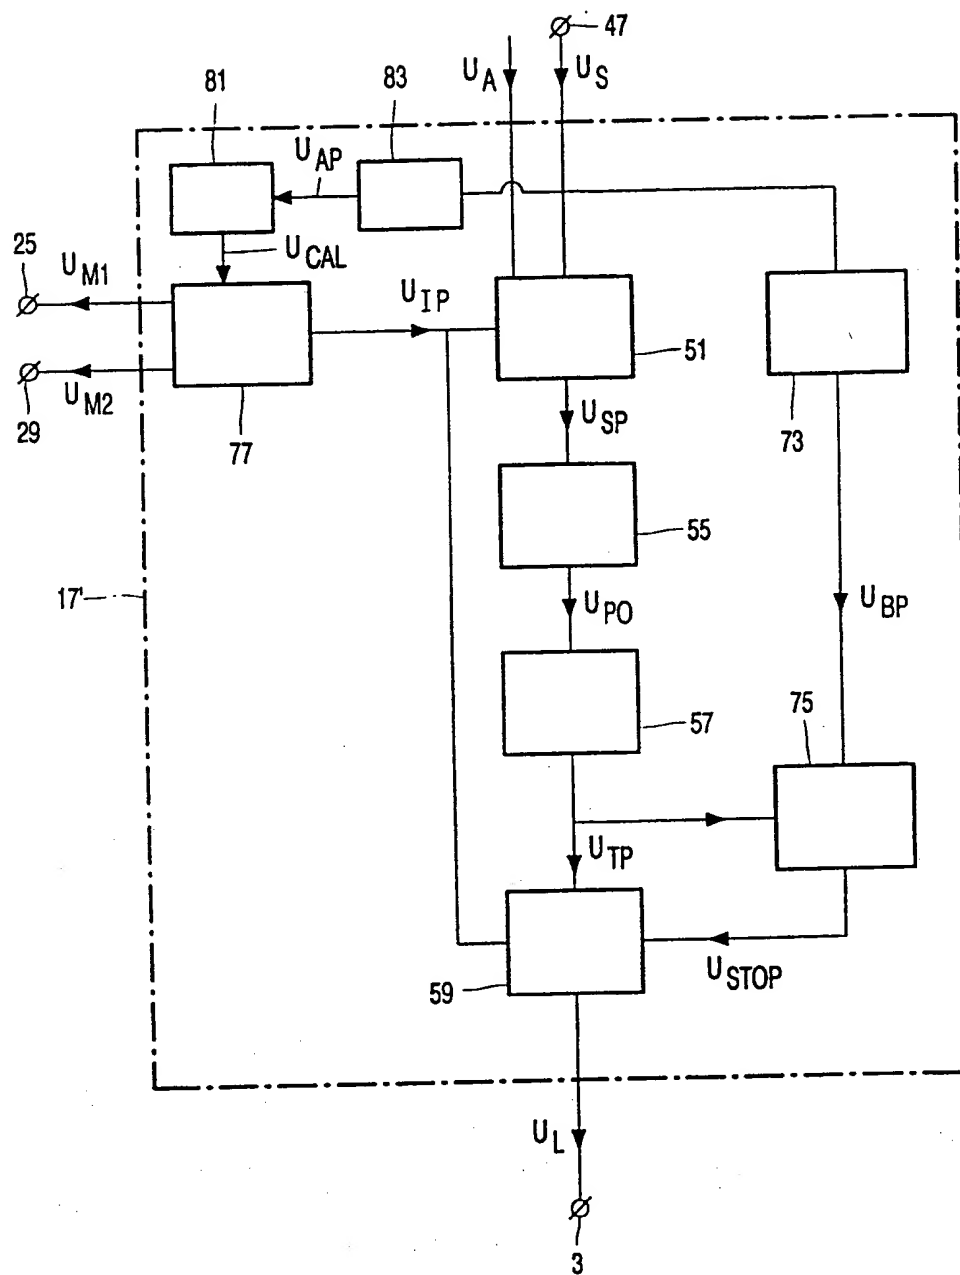 47
U_A
U_S
81
83
U_AP
25
U_M1
U_CAL
U_IP
51
U_M2
29
77
U_SP
73
55
17'
U_PO
U_BP
57
75
U_TP
59
U_STOP
U_L
3